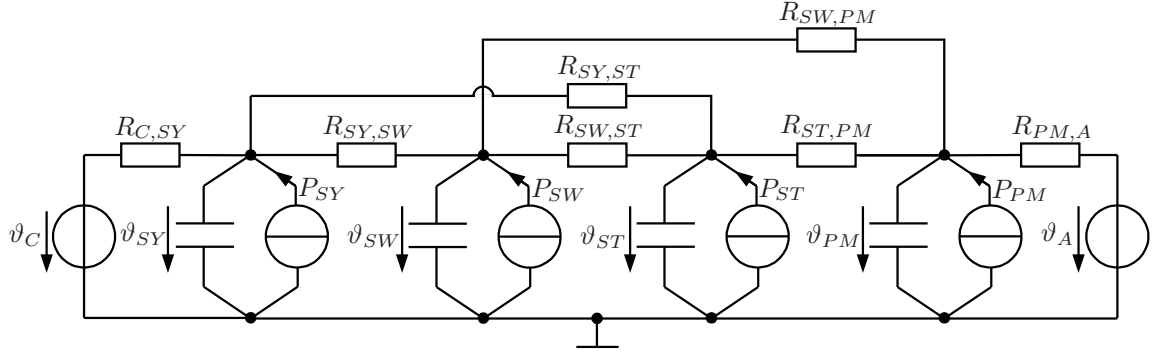 R_{SW,PM}
R_{SY,ST}
R_{C,SY} R_{SY,SW} R_{SW,ST} R_{ST,PM} R_{PM,A}
P_{SY} P_{SW} P_{ST} P_{PM}
ϑ_C ϑ_{SY} ϑ_{SW} ϑ_{ST} ϑ_{PM} ϑ_A